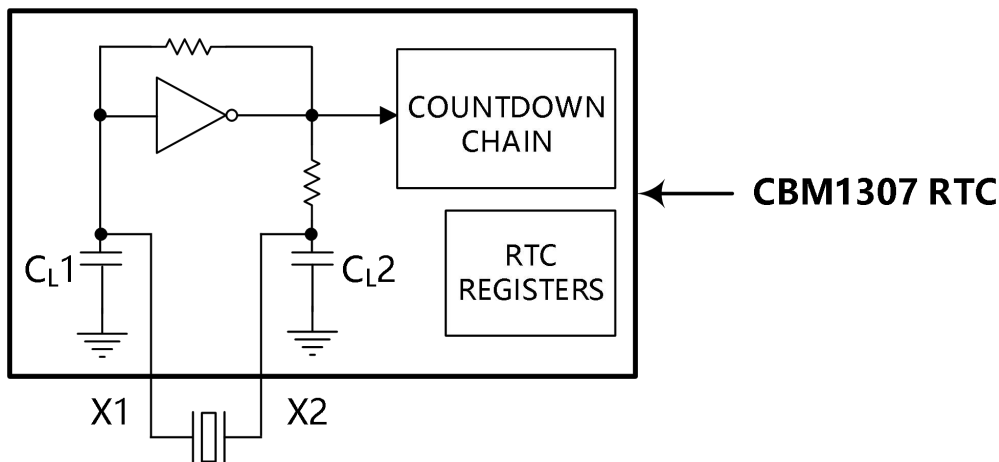 COUNTDOWN
CHAIN
CBM1307 RTC
RTC
REGISTERS
CL1
CL2
X1
X2